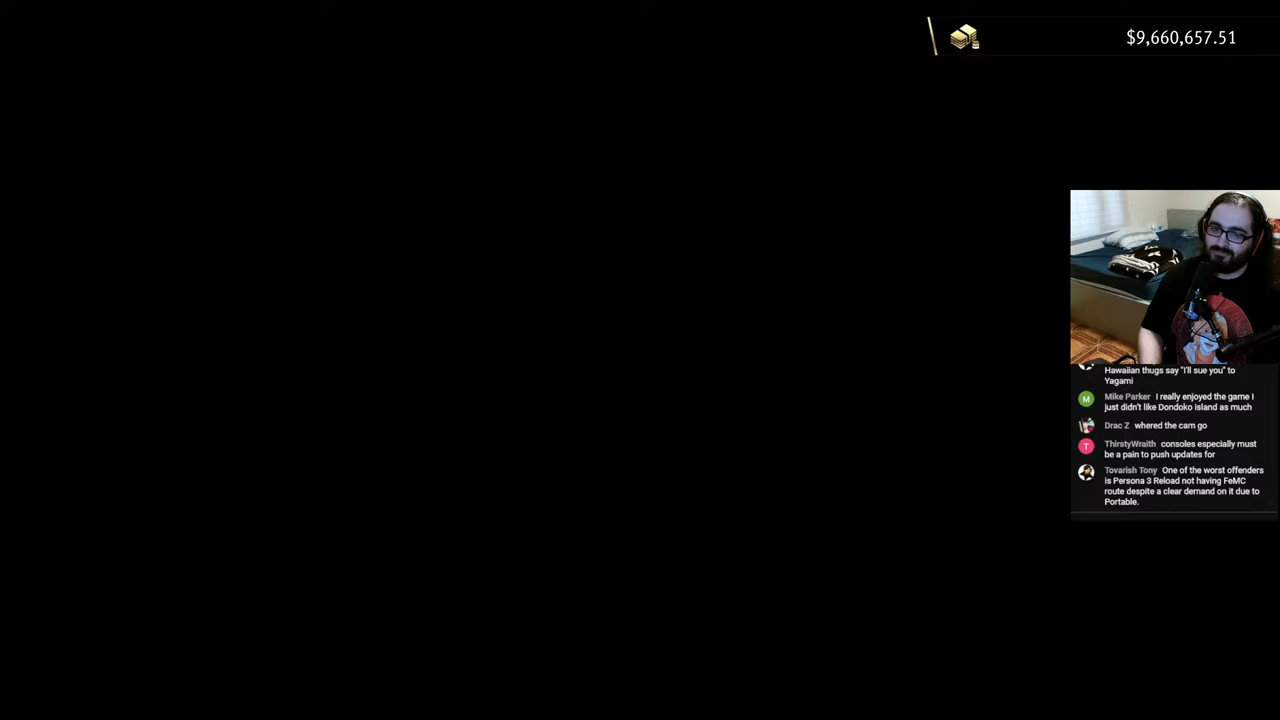 $9,660,657.51
Hawaiian thugs say "I'll sue you" to
Yagami
M Mike Parker I really enjoyed the game I
just didn't like Dondoko island as much
Drac Z whered the cam go
T ThirstyWraith consoles especially must
be a pain to push updates for
Tovarish Tony One of the worst offenders
is Persona 3 Reload not having FeMC
route despite a clear demand on it due to
Portable.